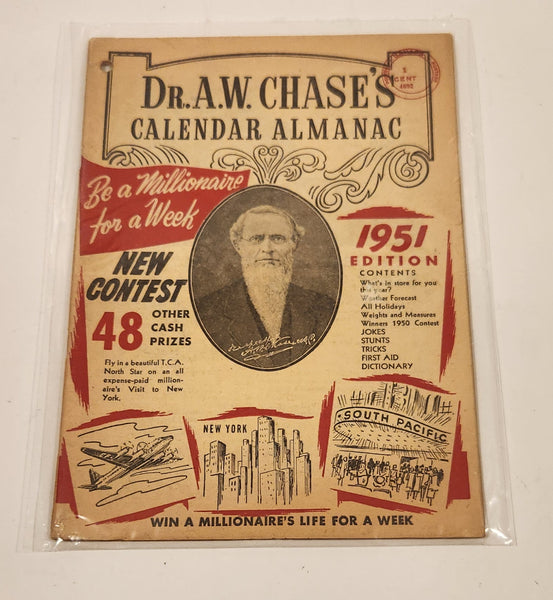 DR. A.W. CHASE'S
CALENDAR ALMANAC
1
CENT
Be a Millionaire
for a Week
NEW
CONTEST
48 OTHER
CASH
PRIZES
Fly in a beautiful T.C.A.
North Star on an all
expense-paid million-
aire's Visit to New
York.
1951
EDITION
CONTENTS
What's in store for you
this year?
Weather Forecast
All Holidays
Weights and Measures
Winners 1950 Contest
JOKES
STUNTS
TRICKS
FIRST AID
DICTIONARY
NEW YORK
SOUTH PACIFIC
WIN A MILLIONAIRE'S LIFE FOR A WEEK